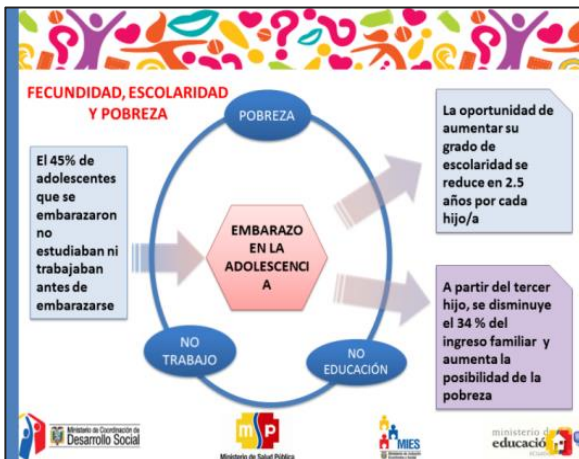 FECUNDIDAD, ESCOLARIDAD
Y POBREZA
El 45% de
adolescentes
que se
embarazaron
no
estudiaban ni
trabajaban
antes de
embarazarse
POBREZA
EMBARAZO
EN LA
ADOLESCENCI
A
NO
TRABAJO
NO
EDUCACIÓN
La oportunidad de
aumentar su
grado de
escolaridad se
reduce en 2.5
años por cada
hijo/a
A partir del tercer
hijo, se disminuye
el 34 % del
ingreso familiar y
aumenta la
posibilidad de la
pobreza
Ministerio de Coordinación de
Desarrollo Social
msp
Ministerio de Salud Pública
MIES
ministerio de
educació